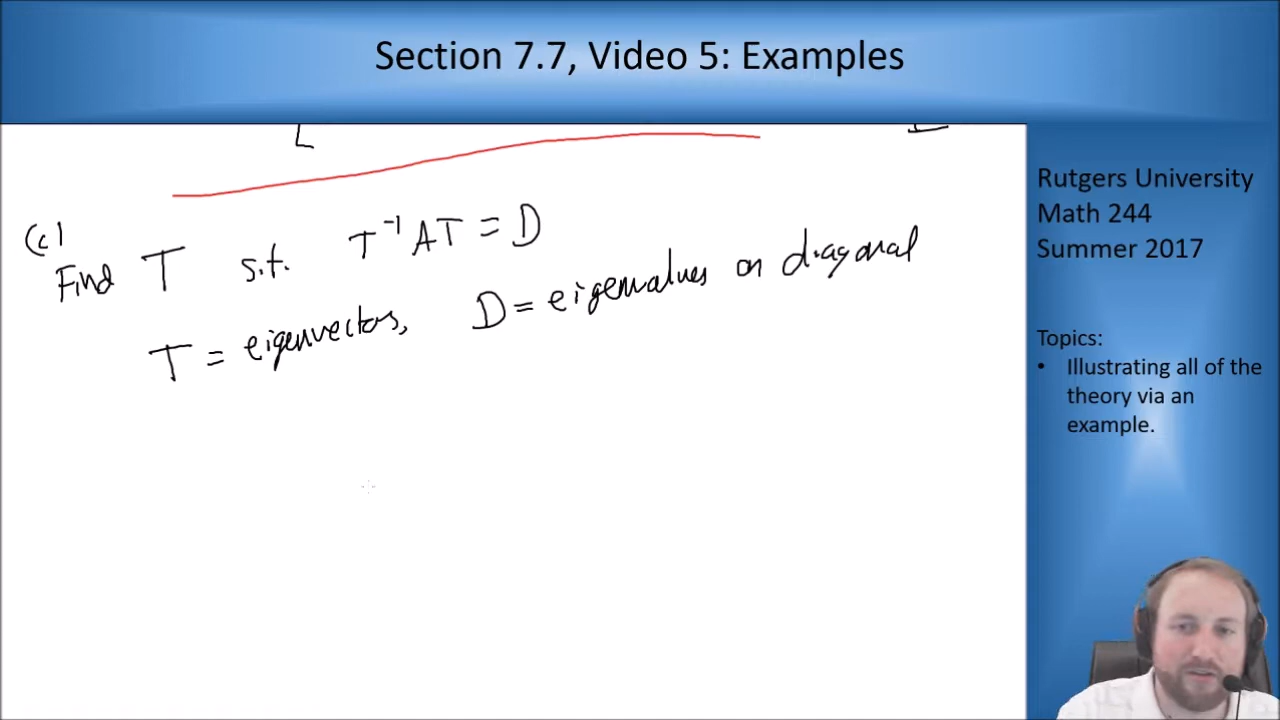 Section 7.7, Video 5: Examples
(c)
Find T s.t. T⁻¹AT = D
T = eigenvectors, D = eigenvalues on diagonal
Rutgers University
Math 244
Summer 2017
Topics:
• Illustrating all of the
theory via an
example.